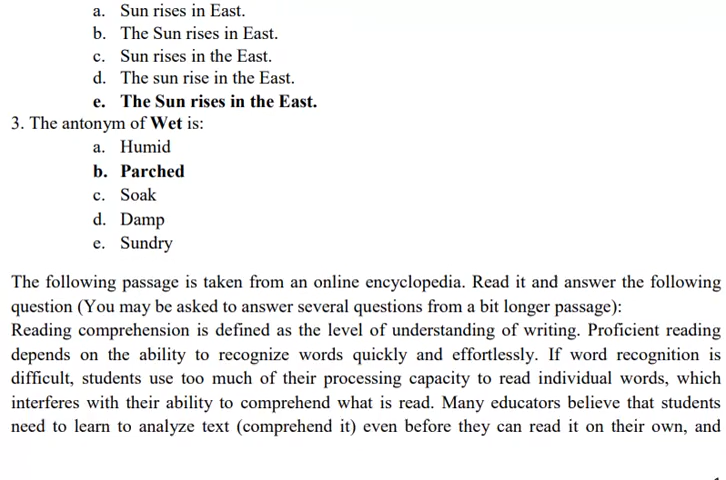 a. Sun rises in East.
b. The Sun rises in East.
c. Sun rises in the East.
d. The sun rise in the East.
e. The Sun rises in the East.
3. The antonym of Wet is:
a. Humid
b. Parched
c. Soak
d. Damp
e. Sundry
The following passage is taken from an online encyclopedia. Read it and answer the following
question (You may be asked to answer several questions from a bit longer passage):
Reading comprehension is defined as the level of understanding of writing. Proficient reading
depends on the ability to recognize words quickly and effortlessly. If word recognition is
difficult, students use too much of their processing capacity to read individual words, which
interferes with their ability to comprehend what is read. Many educators believe that students
need to learn to analyze text (comprehend it) even before they can read it on their own, and